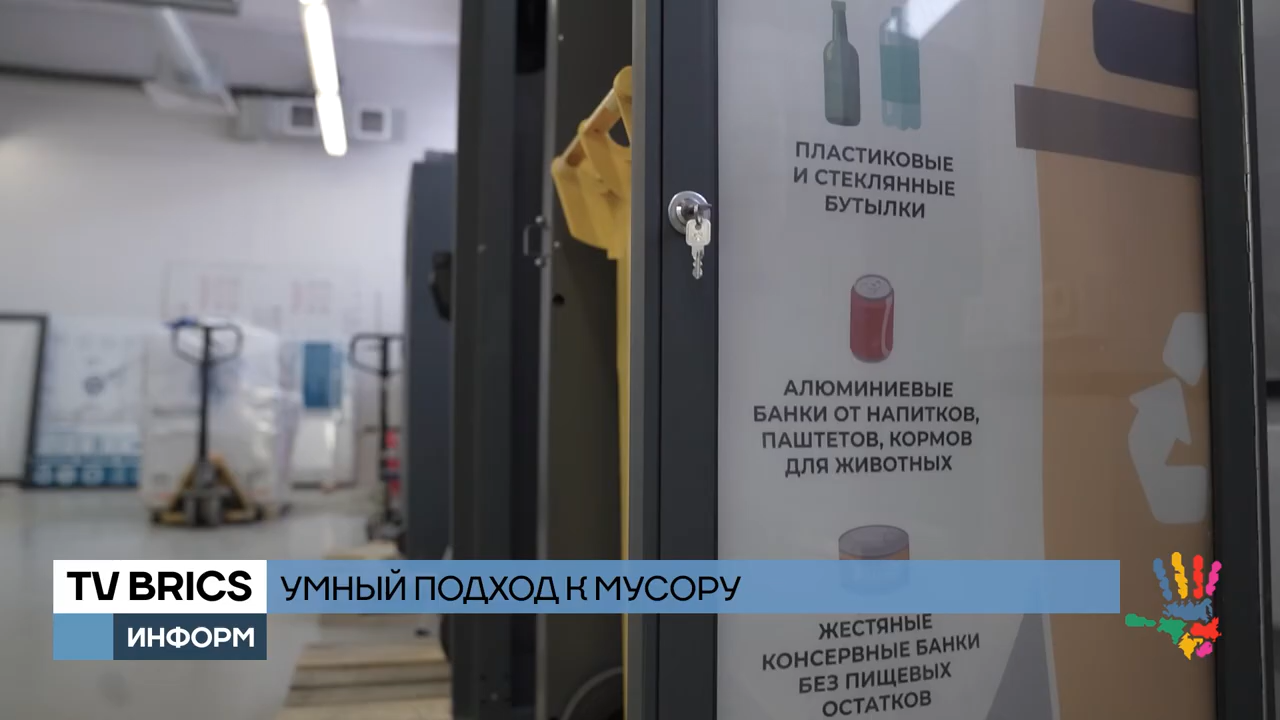 ПЛАСТИКОВЫЕ
И СТЕКЛЯННЫЕ
БУТЫЛКИ
АЛЮМИНИЕВЫЕ
БАНКИ ОТ НАПИТКОВ,
ПАШТЕТОВ, КОРМОВ
ДЛЯ ЖИВОТНЫХ
TV BRICS
УМНЫЙ ПОДХОД К МУСОРУ
ИНФОРМ
ЖЕСТЯНЫЕ
КОНСЕРВНЫЕ БАНКИ
БЕЗ ПИЩЕВЫХ
ОСТАТКОВ